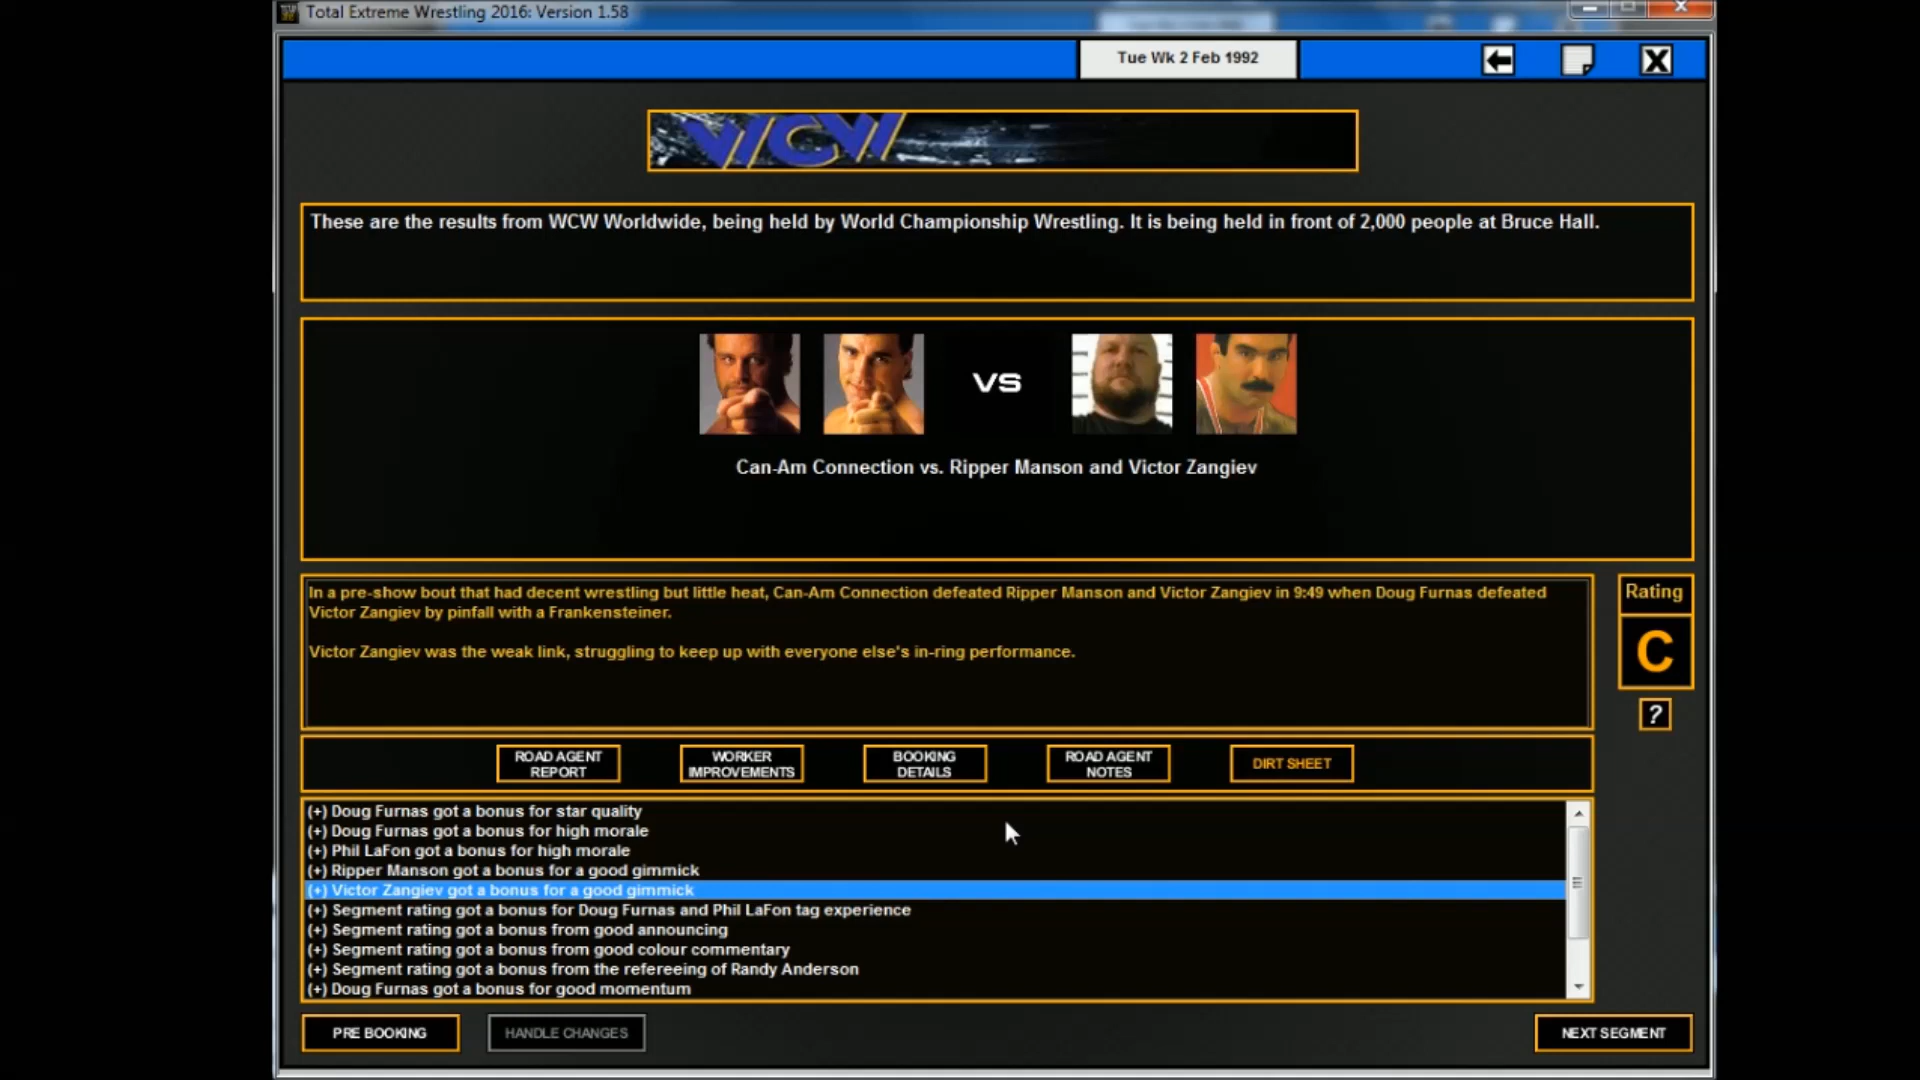 Total Extreme Wrestling 2016: Version 1.58
Tue Wk 2 Feb 1992
WCW
These are the results from WCW Worldwide, being held by World Championship Wrestling. It is being held in front of 2,000 people at Bruce Hall.
VS
Can-Am Connection vs. Ripper Manson and Victor Zangiev
In a pre-show bout that had decent wrestling but little heat, Can-Am Connection defeated Ripper Manson and Victor Zangiev in 9:49 when Doug Furnas defeated
Victor Zangiev by pinfall with a Frankensteiner.
Victor Zangiev was the weak link, struggling to keep up with everyone else's in-ring performance.
Rating
C
?
ROAD AGENT
REPORT
WORKER
IMPROVEMENTS
BOOKING
DETAILS
ROAD AGENT
NOTES
DIRT SHEET
(+) Doug Furnas got a bonus for star quality
(+) Doug Furnas got a bonus for high morale
(+) Phil LaFon got a bonus for high morale
(+) Ripper Manson got a bonus for a good gimmick
(+) Victor Zangiev got a bonus for a good gimmick
(+) Segment rating got a bonus for Doug Furnas and Phil LaFon tag experience
(+) Segment rating got a bonus from good announcing
(+) Segment rating got a bonus from good colour commentary
(+) Segment rating got a bonus from the refereeing of Randy Anderson
(+) Doug Furnas got a bonus for good momentum
PRE BOOKING
HANDLE CHANGES
NEXT SEGMENT